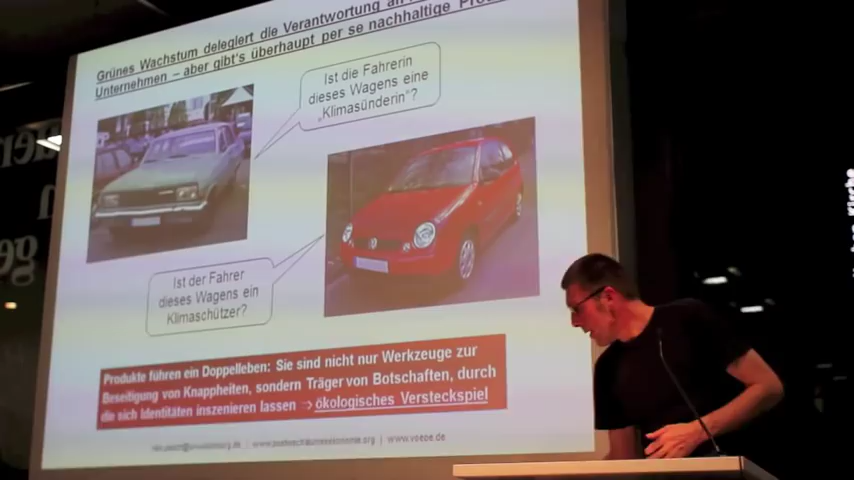 Grünes Wachstum delegiert die Verantwortung an
Unternehmen – aber gibt's überhaupt per se nachhaltige
Ist die Fahrerin
dieses Wagens eine
„Klimasünderin"?
Ist der Fahrer
dieses Wagens ein
Klimaschützer?
Produkte führen ein Doppelleben: Sie sind nicht nur Werkzeuge zur
Beseitigung von Knappheiten, sondern Träger von Botschaften, durch
die sich Identitäten inszenieren lassen → ökologisches Versteckspiel
www.voeoe.de